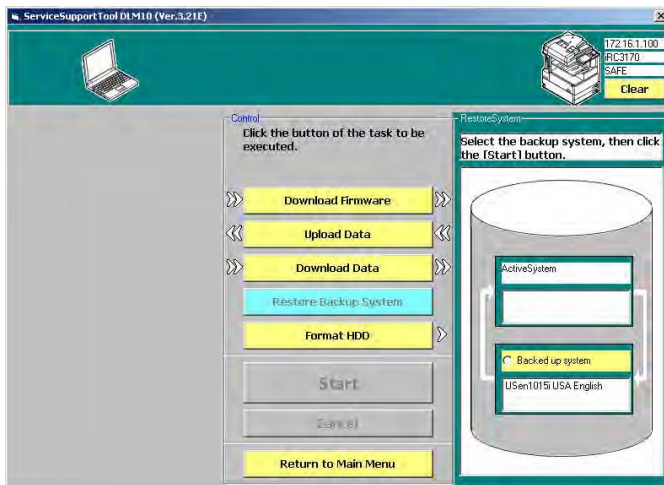 ServiceSupportTool DLM10 (Ver.3.21E)
172.16.1.100
iRC3170
SAFE
Clear
Control
Click the button of the task to be
executed.
Download Firmware
Upload Data
Download Data
Restore Backup System
Format HDD
Start
Cancel
Return to Main Menu
RestoreSystem
Select the backup system, then click
the [Start] button.
ActiveSystem
Backed up system
USen1015i USA English